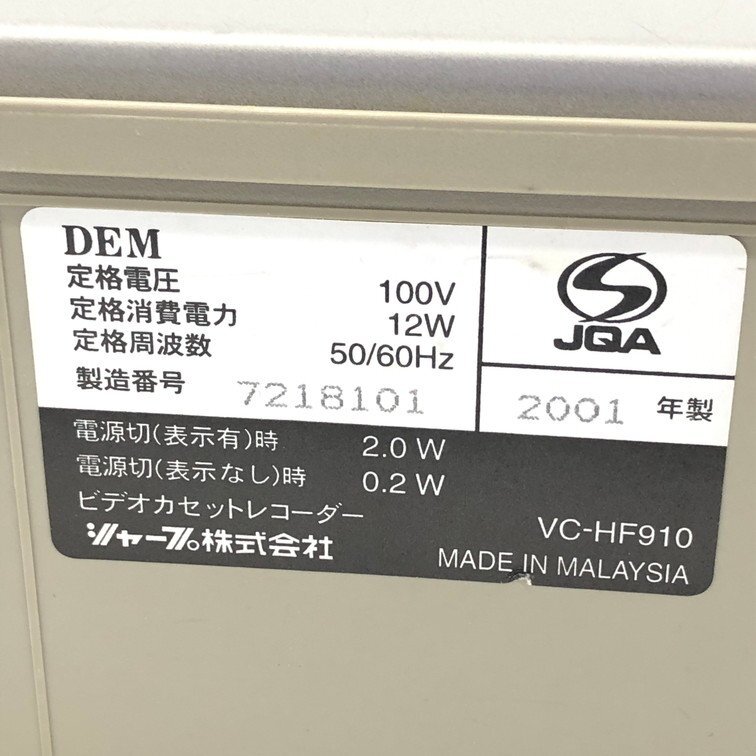 DEM
定格電圧 100V
定格消費電力 12W
定格周波数 50/60Hz
製造番号 7218101
JQA
2001 年製
電源切(表示有)時 2.0 W
電源切(表示なし)時 0.2 W
ビデオカセットレコーダー
シャープ株式会社
VC-HF910
MADE IN MALAYSIA